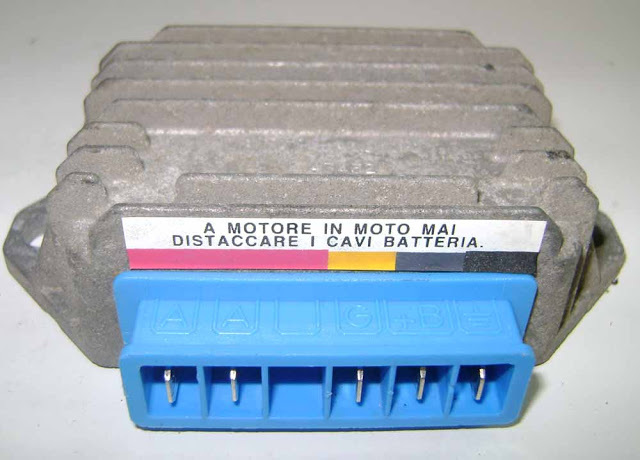 A MOTORE IN MOTO MAI
DISTACCARE I CAVI BATTERIA.
A A G +B